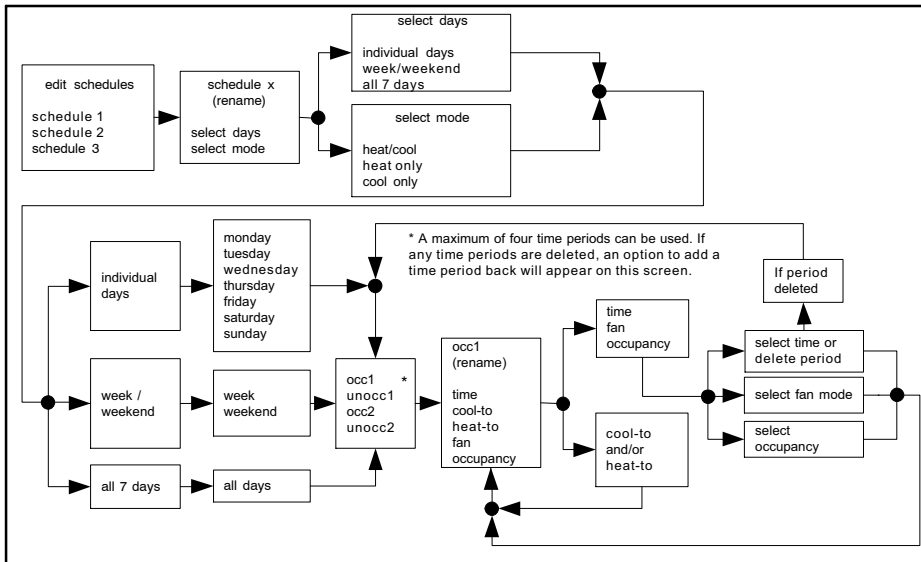 edit schedules
schedule 1
schedule 2
schedule 3
schedule x
(rename)
select days
select mode
select days
individual days
week/weekend
all 7 days
select mode
heat/cool
heat only
cool only
individual
days
monday
tuesday
wednesday
thursday
friday
saturday
sunday
* A maximum of four time periods can be used. If
any time periods are deleted, an option to add a
time period back will appear on this screen.
If period
deleted
week /
weekend
week
weekend
all 7 days
all days
occ1 *
unocc1
occ2
unocc2
occ1
(rename)
time
cool-to
heat-to
fan
occupancy
time
fan
occupancy
cool-to
and/or
heat-to
select time or
delete period
select fan mode
select
occupancy